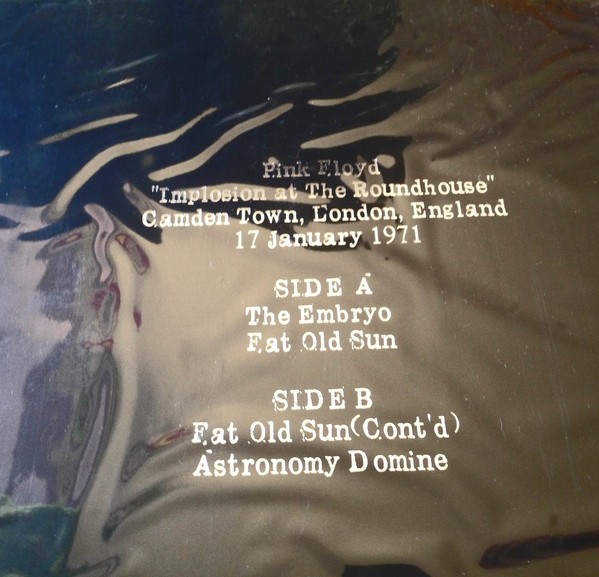 Pink Floyd
"Implosion at The Roundhouse"
Camden Town, London, England
17 January 1971
SIDE A
The Embryo
Fat Old Sun
SIDE B
Fat Old Sun(Cont'd)
Astronomy Domine